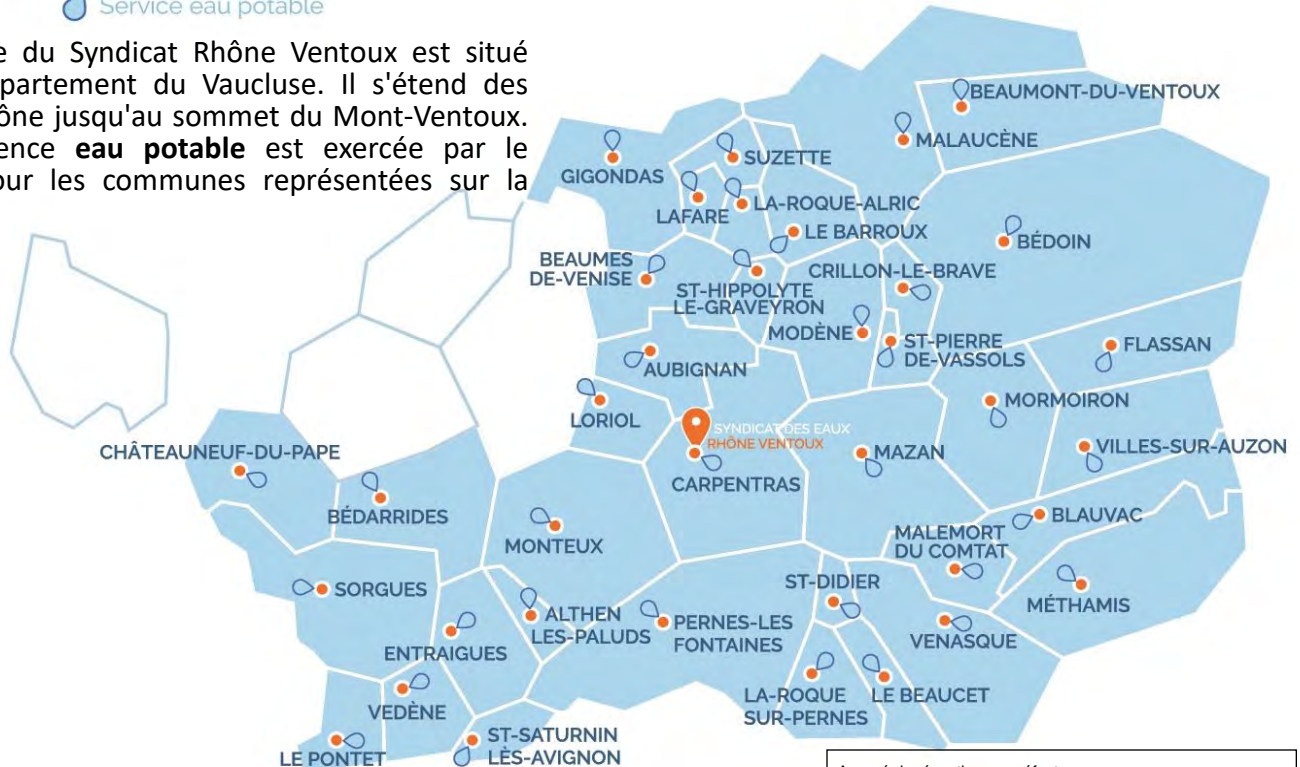 Service eau potable
e du Syndicat Rhône Ventoux est situé
partement du Vaucluse. Il s'étend des
ône jusqu'au sommet du Mont-Ventoux.
ence eau potable est exercée par le
our les communes représentées sur la
BEAUMONT-DU-VENTOUX
MALAUCÈNE
SUZETTE
GIGONDAS
LAFARE
LA-ROQUE-ALRIC
LE BARROUX
BÉDOIN
BEAUMES
DE-VENISE
CRILLON-LE-BRAVE
ST-HIPPOLYTE
LE-GRAVEYRON
MODÈNE
ST-PIERRE
DE-VASSOLS
FLASSAN
AUBIGNAN
LORIOL
MORMOIRON
SYNDICAT DES EAUX
RHÔNE VENTOUX
CHÂTEAUNEUF-DU-PAPE
MAZAN
VILLES-SUR-AUZON
CARPENTRAS
BÉDARRIDES
BLAUVAC
MONTEUX
MALEMORT
DU COMTAT
ST-DIDIER
SORGUES
MÉTHAMIS
ALTHEN
LES-PALUDS
PERNES-LES
FONTAINES
VENASQUE
ENTRAIGUES
LA-ROQUE
SUR-PERNES
LE BEAUCET
VEDÈNE
ST-SATURNIN
LÈS-AVIGNON
LE PONTET